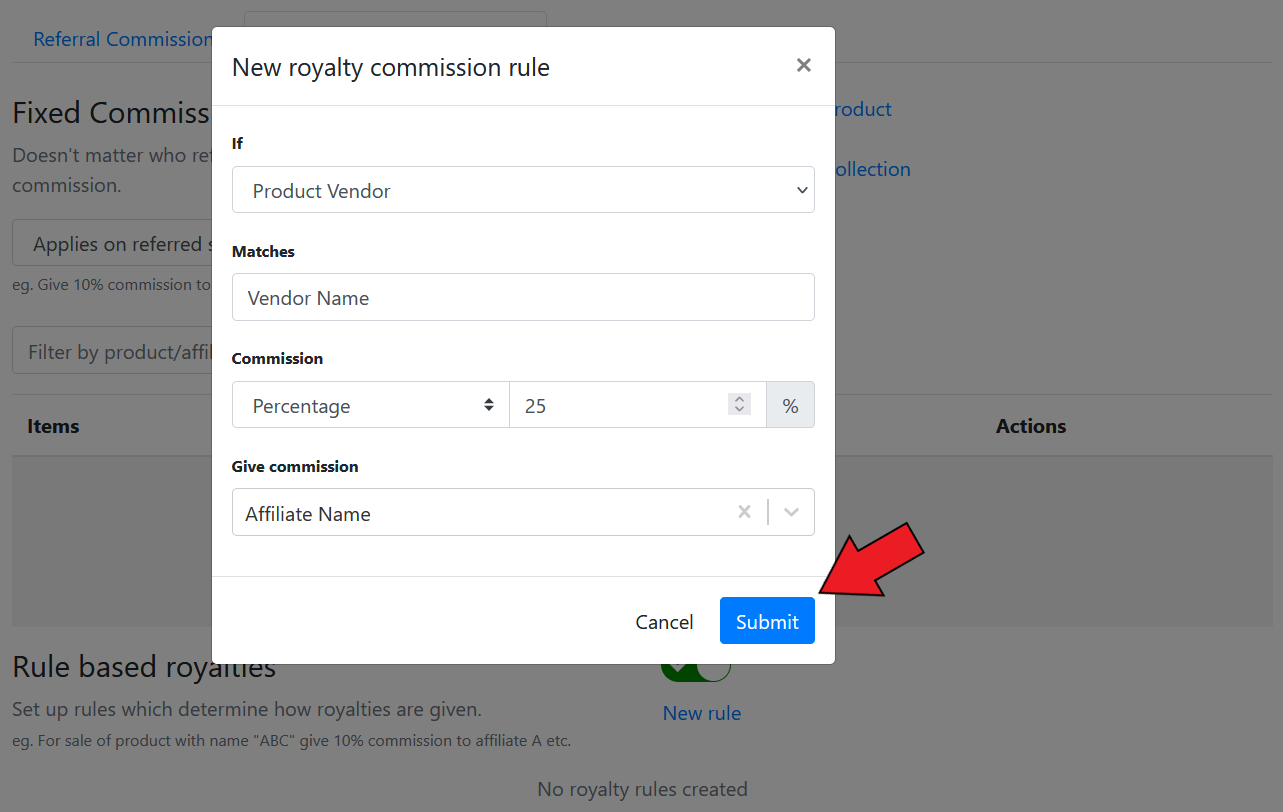 Referral Commission
New royalty commission rule
×
Fixed Commiss
roduct
Doesn't matter who ref
commission.
ollection
If
Product Vendor
Applies on referred s
eg. Give 10% commission to
Matches
Vendor Name
Filter by product/affil
Commission
Percentage
25
%
Items
Actions
Give commission
Affiliate Name
Cancel
Submit
Rule based royalties
Set up rules which determine how royalties are given.
New rule
eg. For sale of product with name "ABC" give 10% commission to affiliate A etc.
No royalty rules created